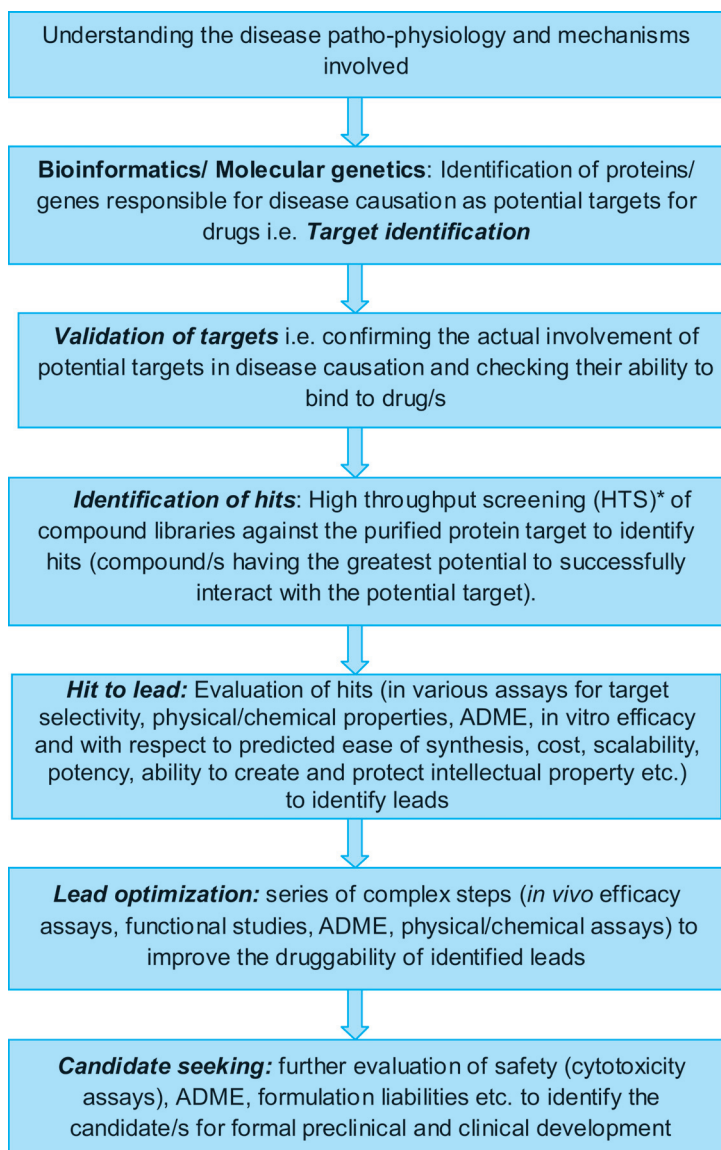 Understanding the disease patho-physiology and mechanisms
involved
Bioinformatics/ Molecular genetics: Identification of proteins/
genes responsible for disease causation as potential targets for
drugs i.e. Target identification
Validation of targets i.e. confirming the actual involvement of
potential targets in disease causation and checking their ability to
bind to drug/s
Identification of hits: High throughput screening (HTS)* of
compound libraries against the purified protein target to identify
hits (compound/s having the greatest potential to successfully
interact with the potential target).
Hit to lead: Evaluation of hits (in various assays for target
selectivity, physical/chemical properties, ADME, in vitro efficacy
and with respect to predicted ease of synthesis, cost, scalability,
potency, ability to create and protect intellectual property etc.)
to identify leads
Lead optimization: series of complex steps (in vivo efficacy
assays, functional studies, ADME, physical/chemical assays) to
improve the druggability of identified leads
Candidate seeking: further evaluation of safety (cytotoxicity
assays), ADME, formulation liabilities etc. to identify the
candidate/s for formal preclinical and clinical development